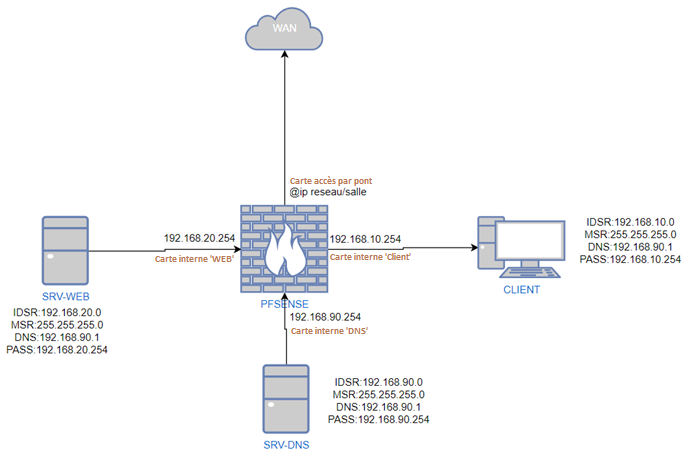 WAN
Carte accès par pont
@ip reseau/salle
192.168.20.254
Carte interne 'WEB'
192.168.10.254
Carte interne 'Client'
PFSENSE
192.168.90.254
Carte interne 'DNS'
SRV-WEB
IDSR:192.168.20.0
MSR:255.255.255.0
DNS:192.168.90.1
PASS:192.168.20.254
CLIENT
IDSR:192.168.10.0
MSR:255.255.255.0
DNS:192.168.90.1
PASS:192.168.10.254
SRV-DNS
IDSR:192.168.90.0
MSR:255.255.255.0
DNS:192.168.90.1
PASS:192.168.90.254